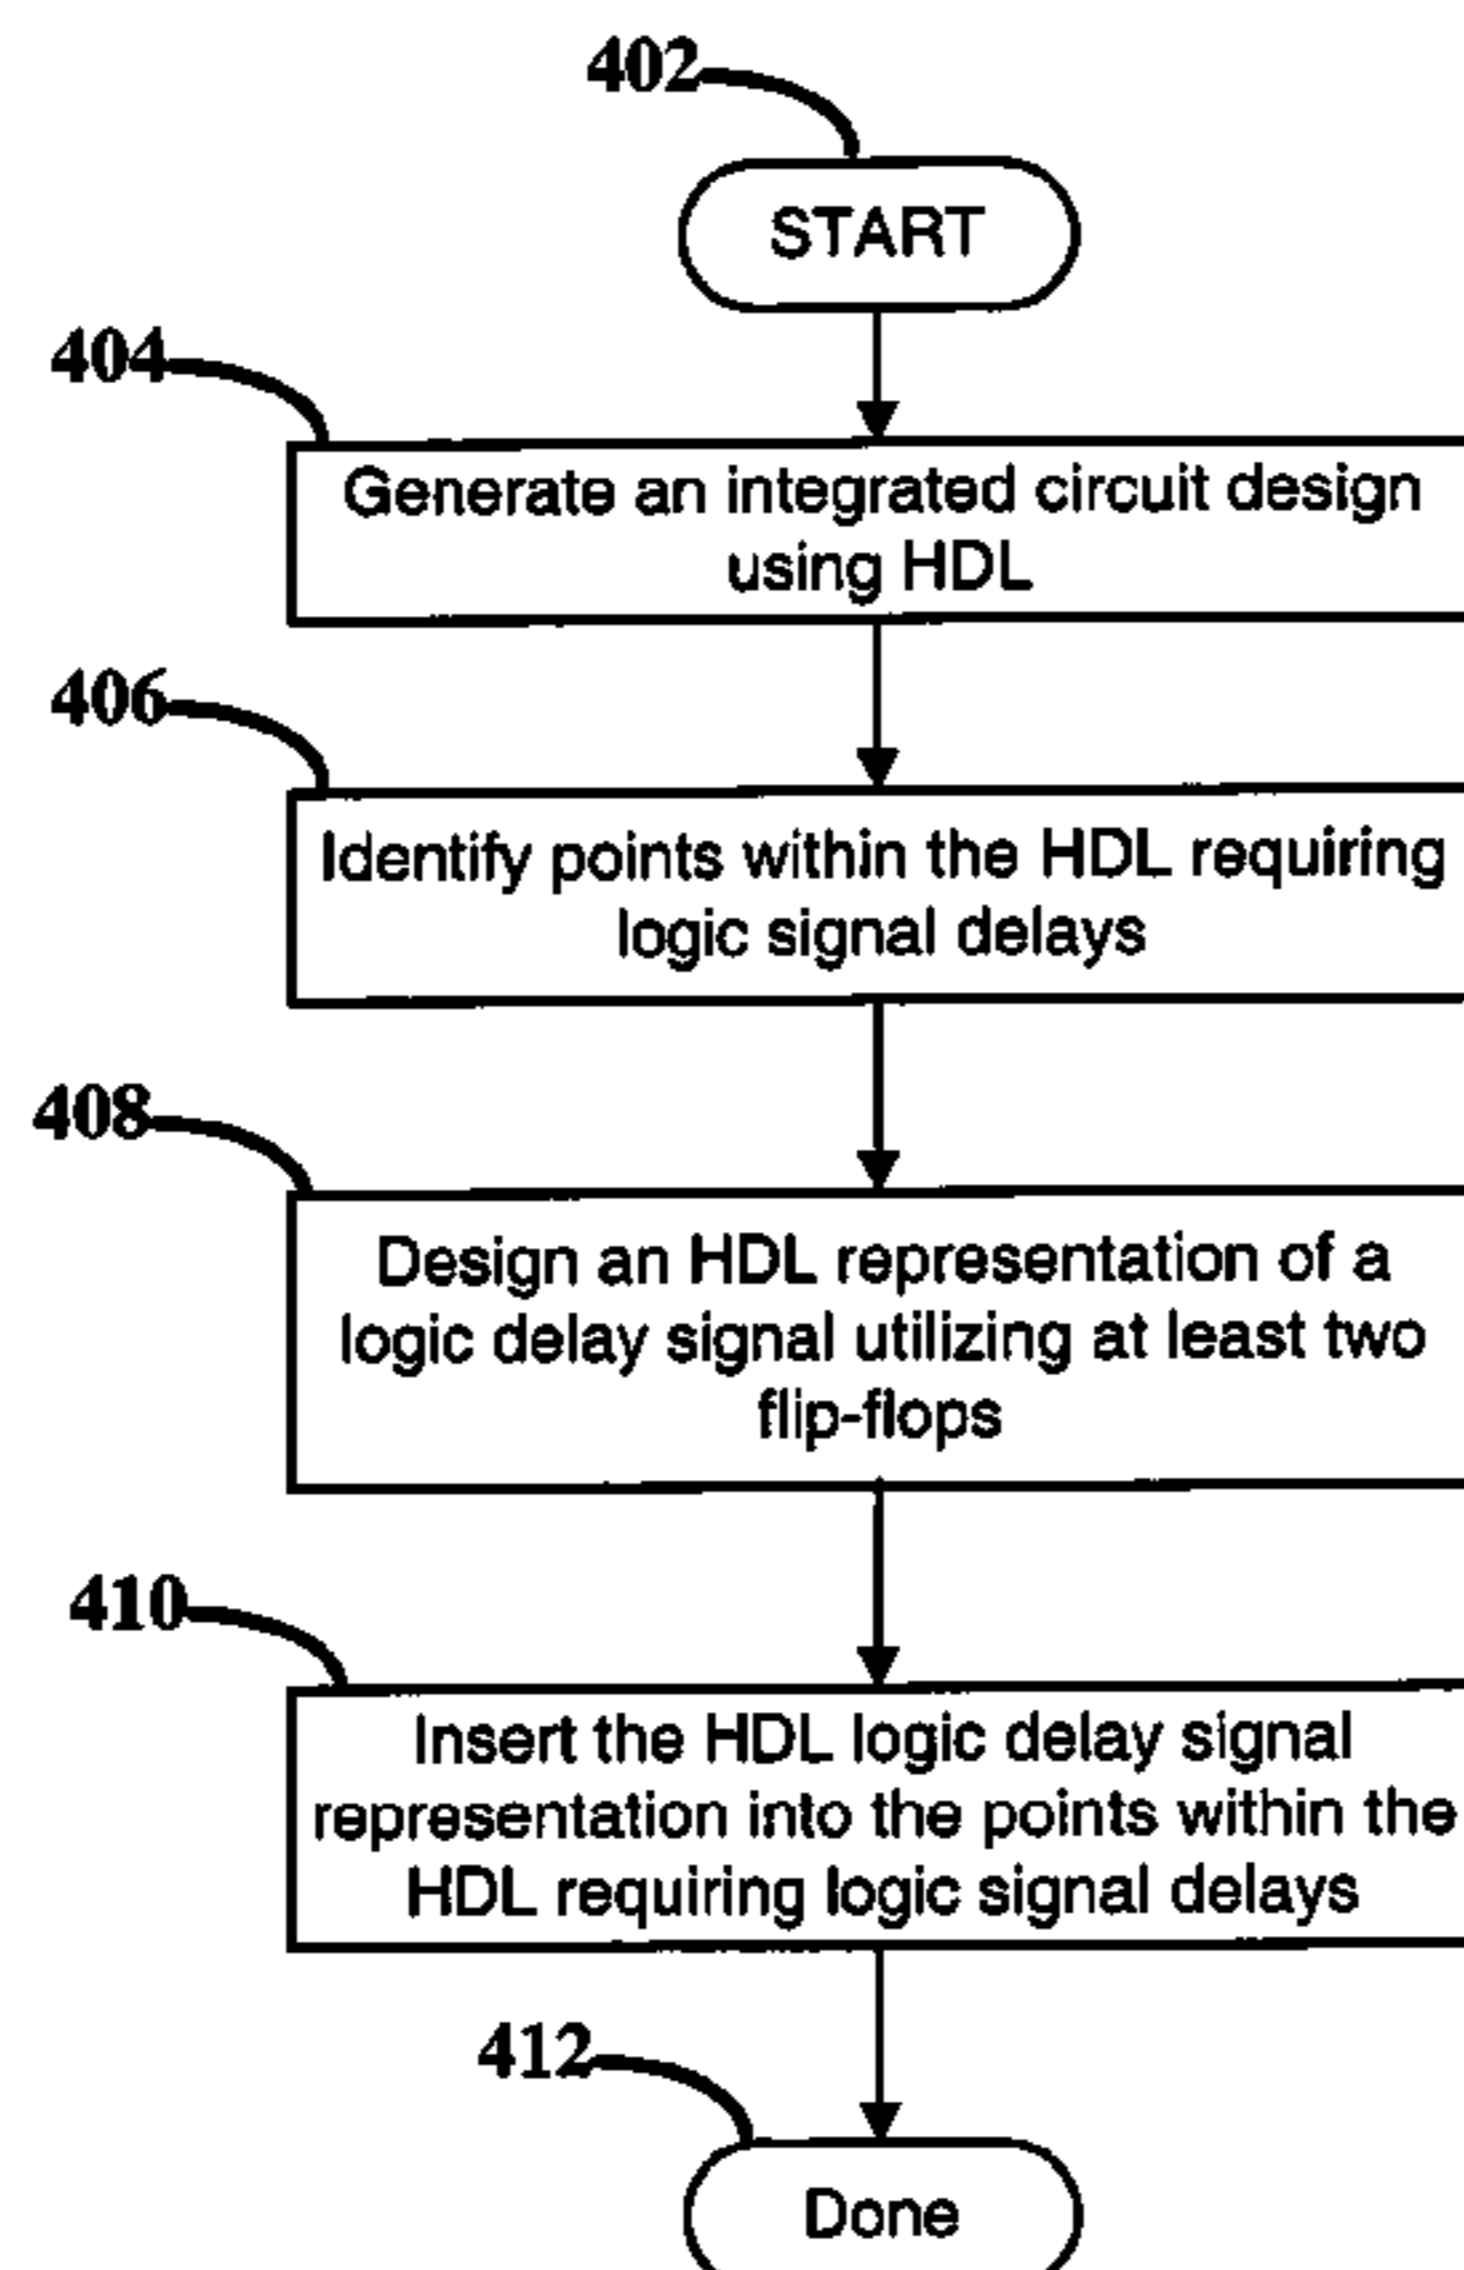 402
START
404
Generate an integrated circuit design
using HDL
406
Identify points within the HDL requiring
logic signal delays
408
Design an HDL representation of a
logic delay signal utilizing at least two
flip-flops
410
Insert the HDL logic delay signal
representation into the points within the
HDL requiring logic signal delays
412
Done